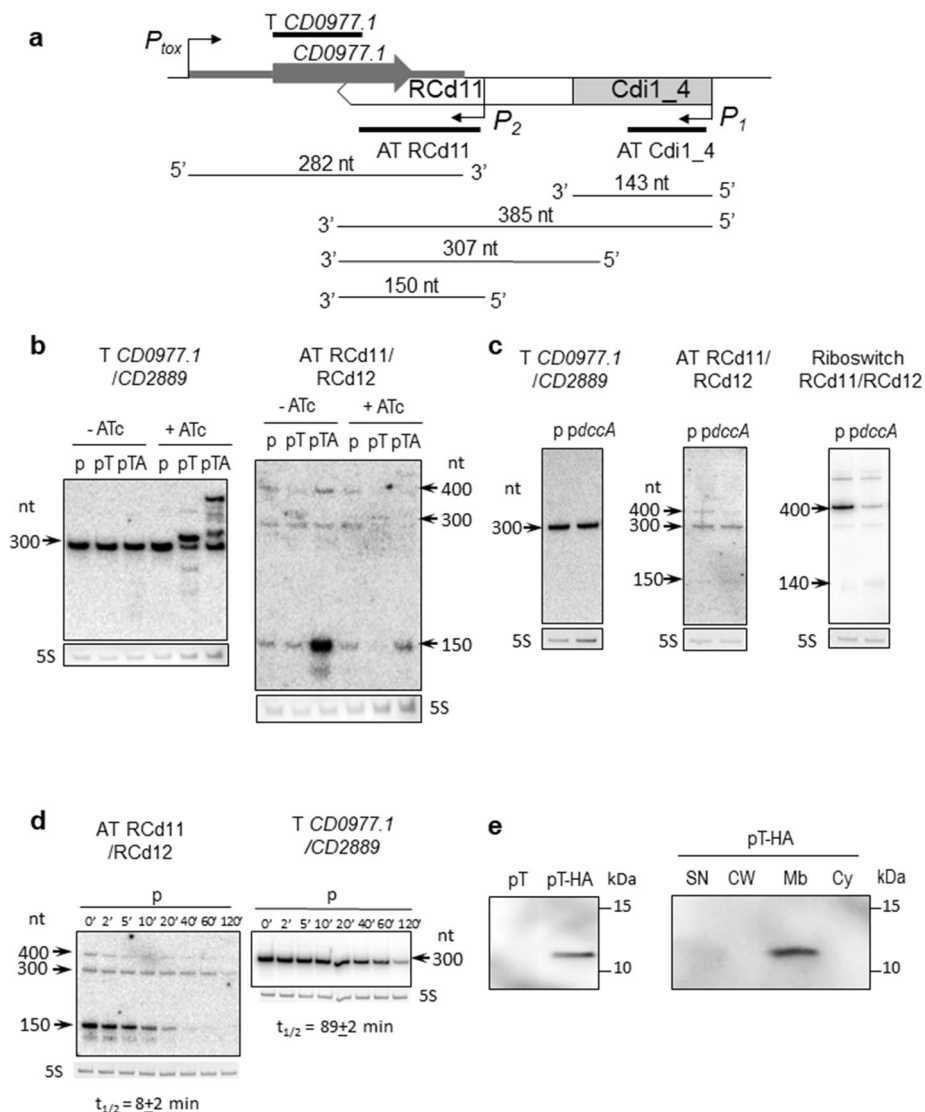 a
T CD0977.1
P_tox
CD0977.1
RCd11
Cdi1_4
P_2
P_1
AT RCd11
AT Cdi1_4
5’ 282 nt 3’
3’ 143 nt 5’
3’ 385 nt 5’
3’ 307 nt 5’
3’ 150 nt 5’
b
T CD0977.1
/CD2889
- ATc + ATc
p pT pTA p pT pTA
nt
300
5S
AT RCd11/
RCd12
- ATc + ATc
p pT pTA p pT pTA
nt
400
300
150
5S
c
T CD0977.1
/CD2889
p pdccA
nt
300
5S
AT RCd11/
RCd12
p pdccA
nt
400
300
150
5S
Riboswitch
RCd11/RCd12
p pdccA
400
140
5S
d
AT RCd11
/RCd12
p
nt
0’ 2’ 5’ 10’ 20’ 40’ 60’ 120’
400
300
150
5S
t1/2 = 8±2 min
T CD0977.1
/CD2889
p
0’ 2’ 5’ 10’ 20’ 40’ 60’ 120’
nt
300
5S
t1/2 = 89±2 min
e
pT pT-HA kDa
15
10
pT-HA
SN CW Mb Cy kDa
15
10